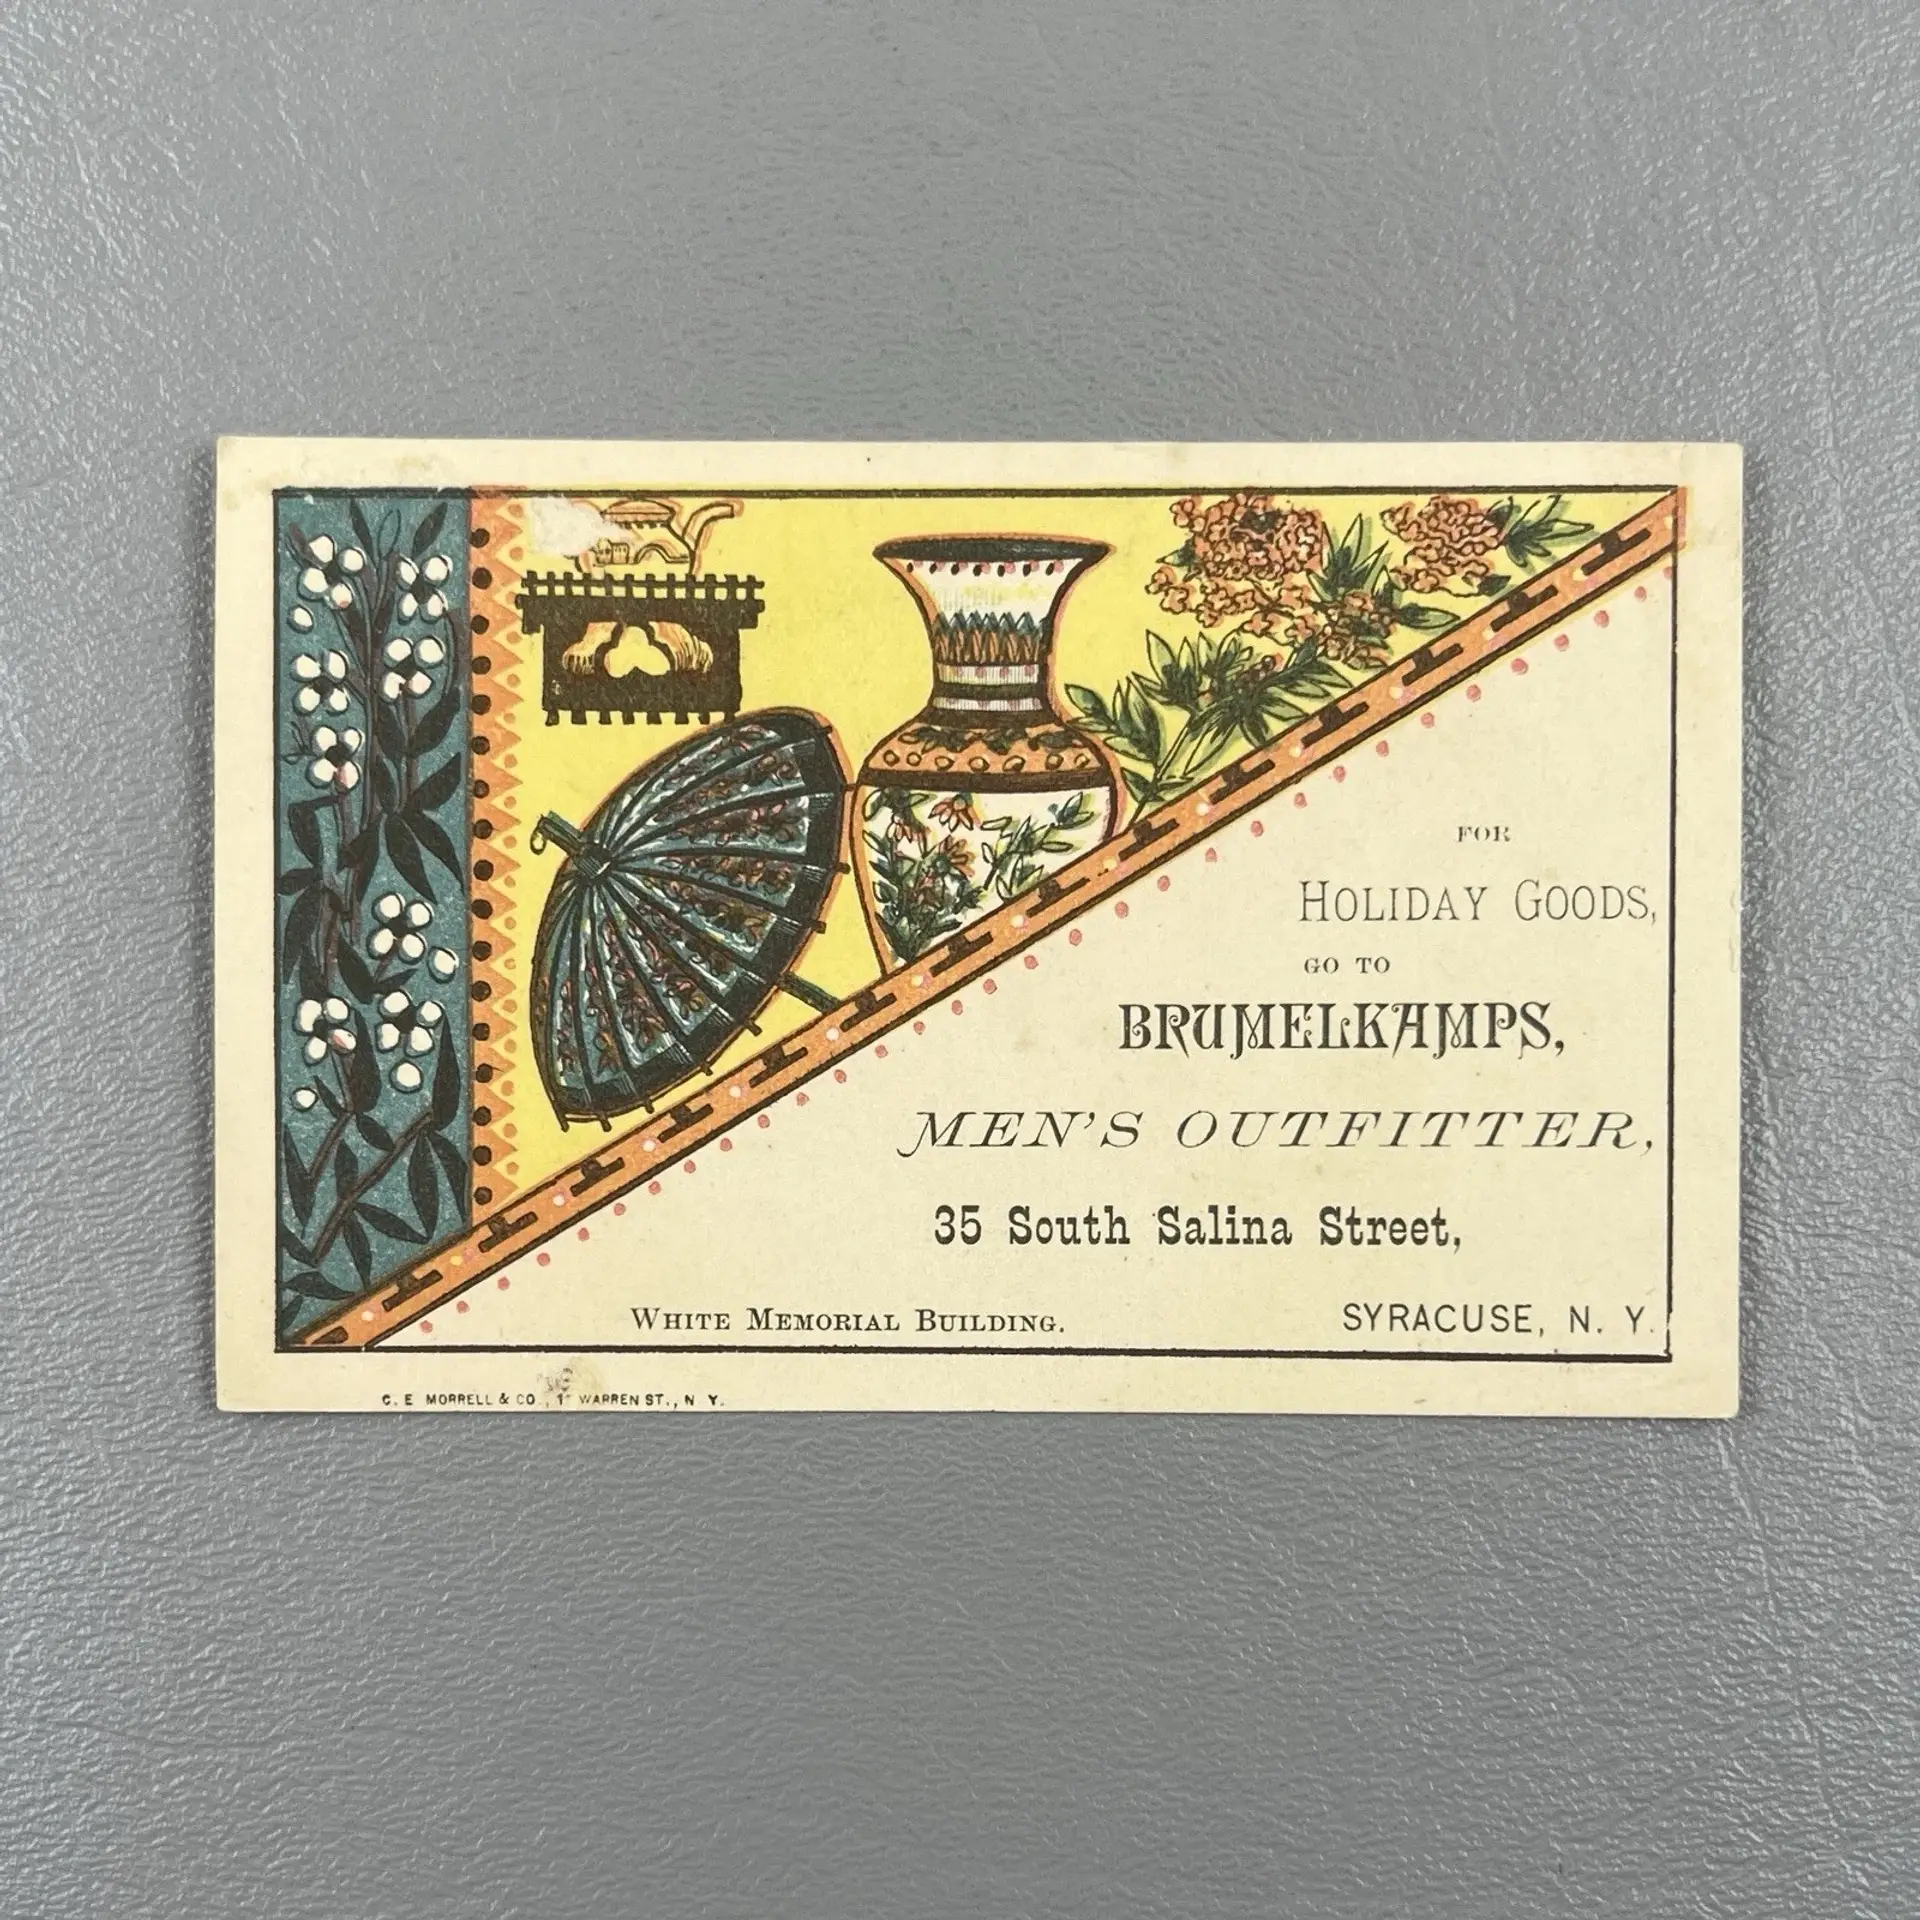 FOR
HOLIDAY GOODS,
GO TO
BRUMELKAMPS,
MEN'S OUTFITTER,
35 South Salina Street,
WHITE MEMORIAL BUILDING. SYRACUSE, N. Y.
C. E MORRELL & CO., WARREN ST., N Y.